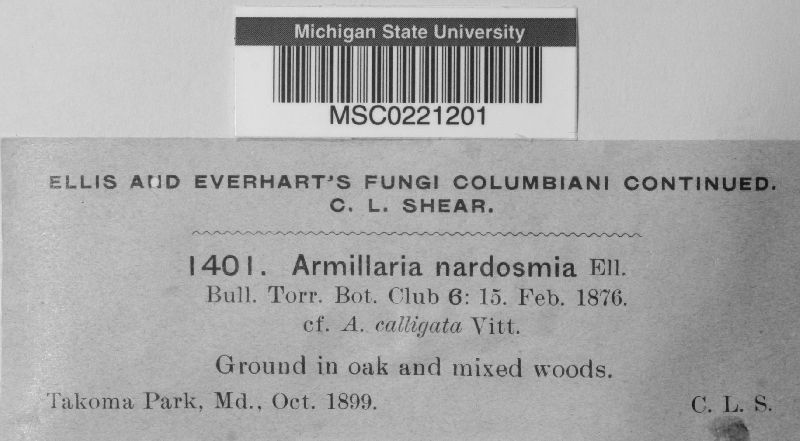 Michigan State University
MSC0221201
ELLIS AND EVERHART'S FUNGI COLUMBIANI CONTINUED.
C. L. SHEAR.
1401. Armillaria nardosmia Ell.
Bull. Torr. Bot. Club 6: 15. Feb. 1876.
cf. A. calligata Vitt.
Ground in oak and mixed woods.
Takoma Park, Md., Oct. 1899. C. L. S.